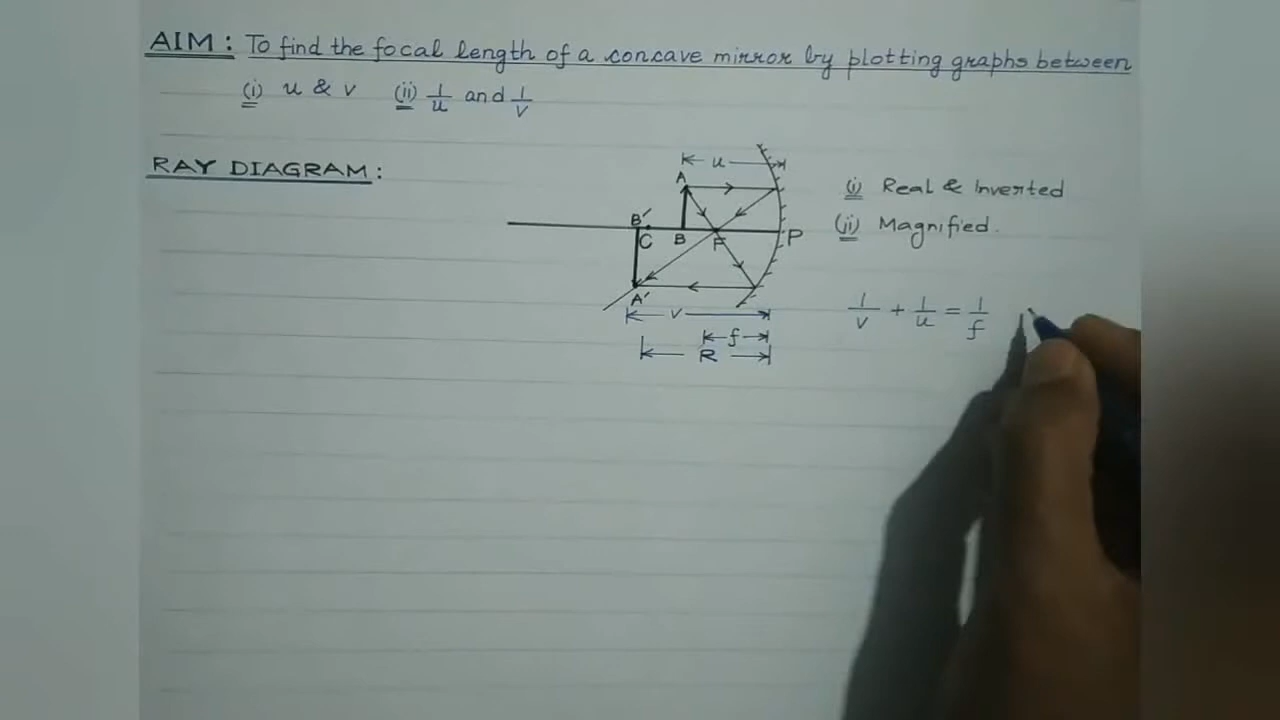 AIM: To find the focal length of a concave mirror by plotting graphs between
(i) u & v (ii) 1/u and 1/v
RAY DIAGRAM:
u
A
B' C B F P
A'
v
f
R
(i) Real & Inverted
(ii) Magnified.
1/v + 1/u = 1/f